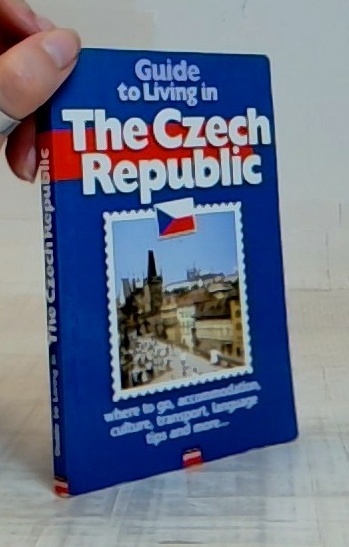 Guide
to Living in
The Czech
Republic
where to go, accommodation,
culture, transport, language
tips and more...
Guide to Living in The Czech Republic